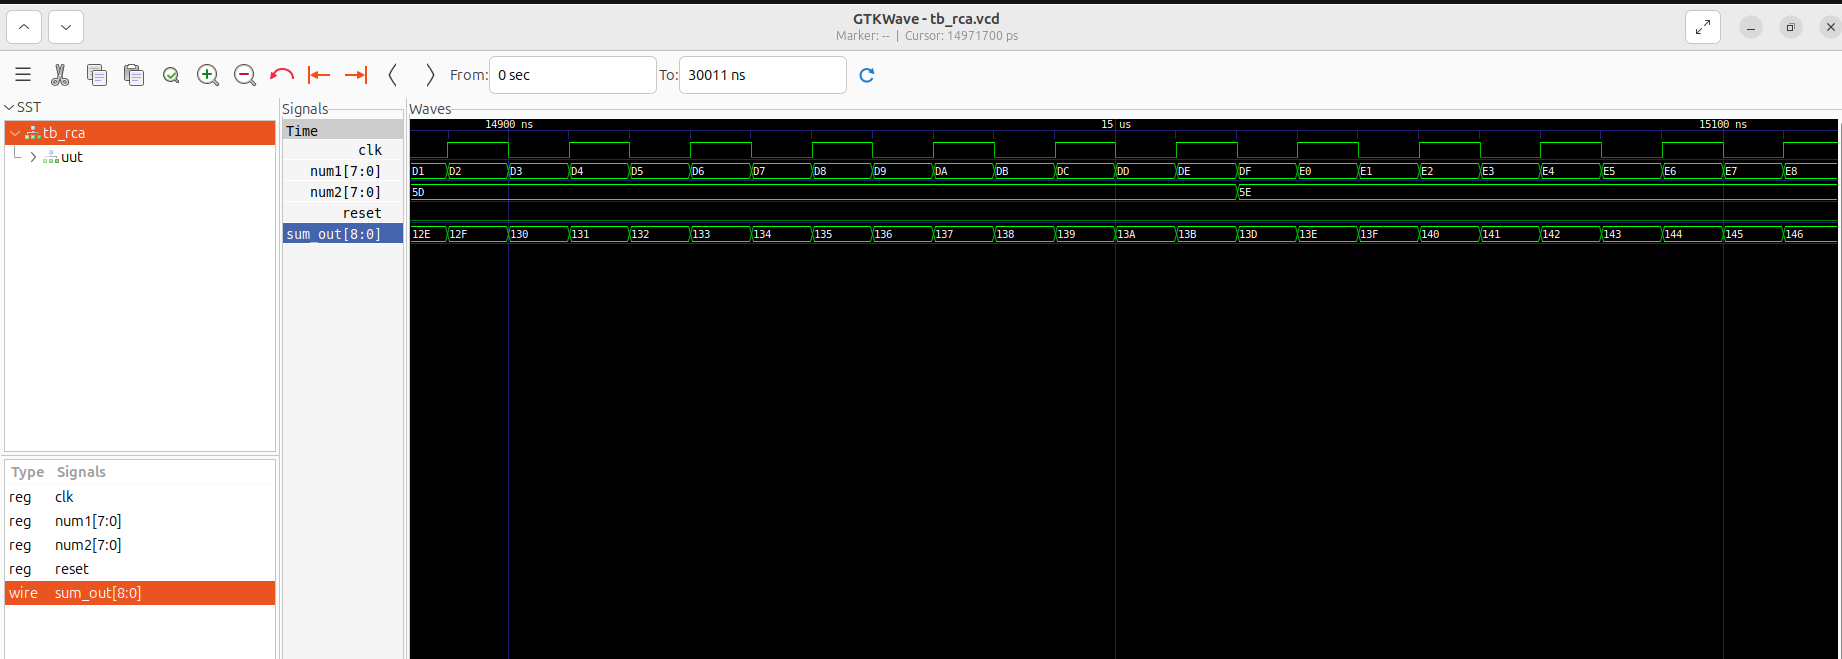 GTKWave - tb_rca.vcd
Marker: -- | Cursor: 14971700 ps
From: 0 sec To: 30011 ns
SST
tb_rca
uut
Type Signals
reg clk
reg num1[7:0]
reg num2[7:0]
reg reset
wire sum_out[8:0]
Signals
Time
clk
num1[7:0]
num2[7:0]
reset
sum_out[8:0]
Waves
14900 ns 15 us 15100 ns
D1 D2 D3 D4 D5 D6 D7 D8 D9 DA DB DC DD DE DF E0 E1 E2 E3 E4 E5 E6 E7 E8
5D 5E
12E 12F 130 131 132 133 134 135 136 137 138 139 13A 13B 13D 13E 13F 140 141 142 143 144 145 146